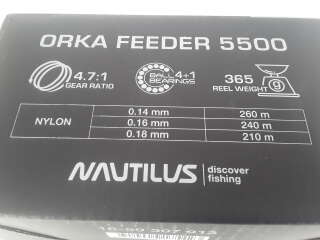 ORKA FEEDER 5500
4.7:1
GEAR RATIO
BALL 4+1
BEARINGS
365
REEL WEIGHT
g
NYLON
0.14 mm 260 m
0.16 mm 240 m
0.18 mm 210 m
NAUTILUS
discover
fishing